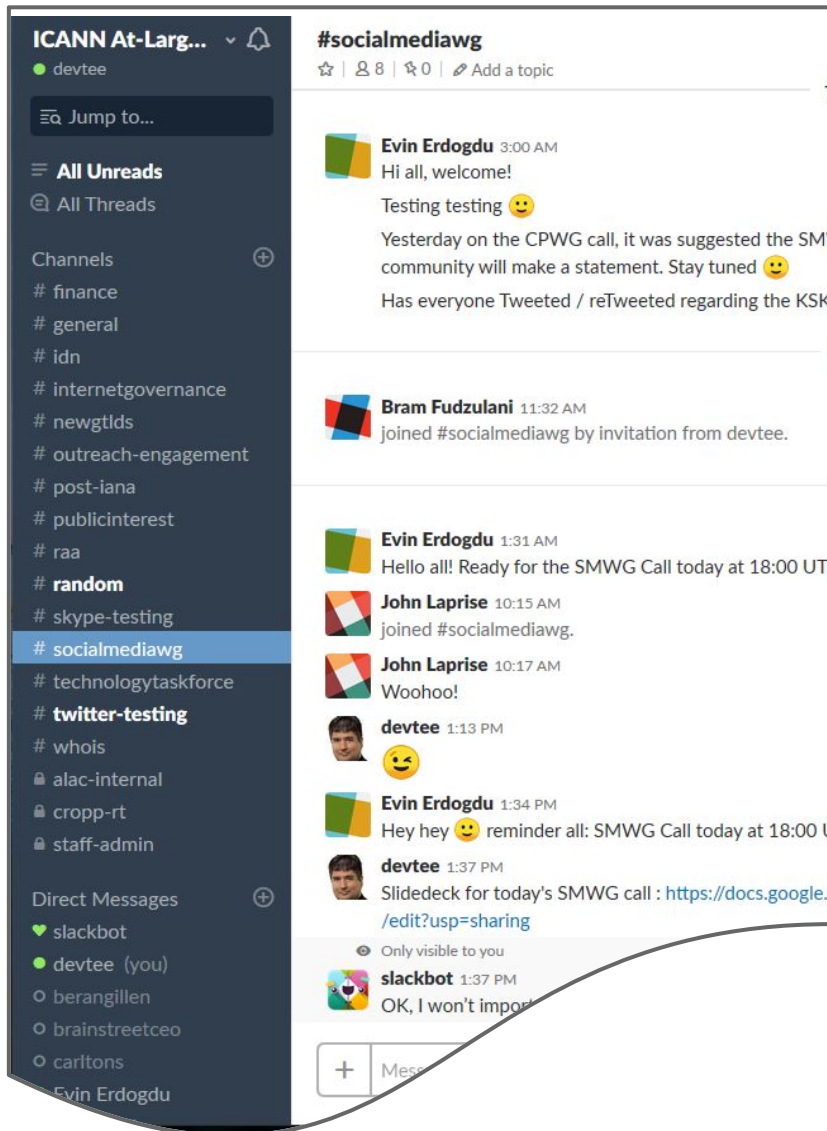 ICANN At-Larg...
devtee
Jump to...
All Unreads
All Threads
Channels
# finance
# general
# idn
# internetgovernance
# newgtlds
# outreach-engagement
# post-iana
# publicinterest
# raa
# random
# skype-testing
# socialmediawg
# technologytaskforce
# twitter-testing
# whois
alac-internal
cropp-rt
staff-admin
Direct Messages
slackbot
devtee (you)
berangillen
brainstreetceo
carltons
Evin Erdogdu
#socialmediawg
8 | 0 | Add a topic
Evin Erdogdu 3:00 AM
Hi all, welcome!
Testing testing 🙂
Yesterday on the CPWG call, it was suggested the
community will make a statement. Stay tuned 🙂
Has everyone Tweeted / reTweeted regarding the KSK
Bram Fudzulani 11:32 AM
joined #socialmediawg by invitation from devtee.
Evin Erdogdu 1:31 AM
Hello all! Ready for the SMWG Call today at 18:00 UT
John Laprise 10:15 AM
joined #socialmediawg.
John Laprise 10:17 AM
Woohoo!
devtee 1:13 PM
😉
Evin Erdogdu 1:34 PM
Hey hey 🙂 reminder all: SMWG Call today at 18:00
devtee 1:37 PM
Slidedeck for today's SMWG call : https://docs.google.
/edit?usp=sharing
Only visible to you
slackbot 1:37 PM
OK, I won't impor
+ Mess